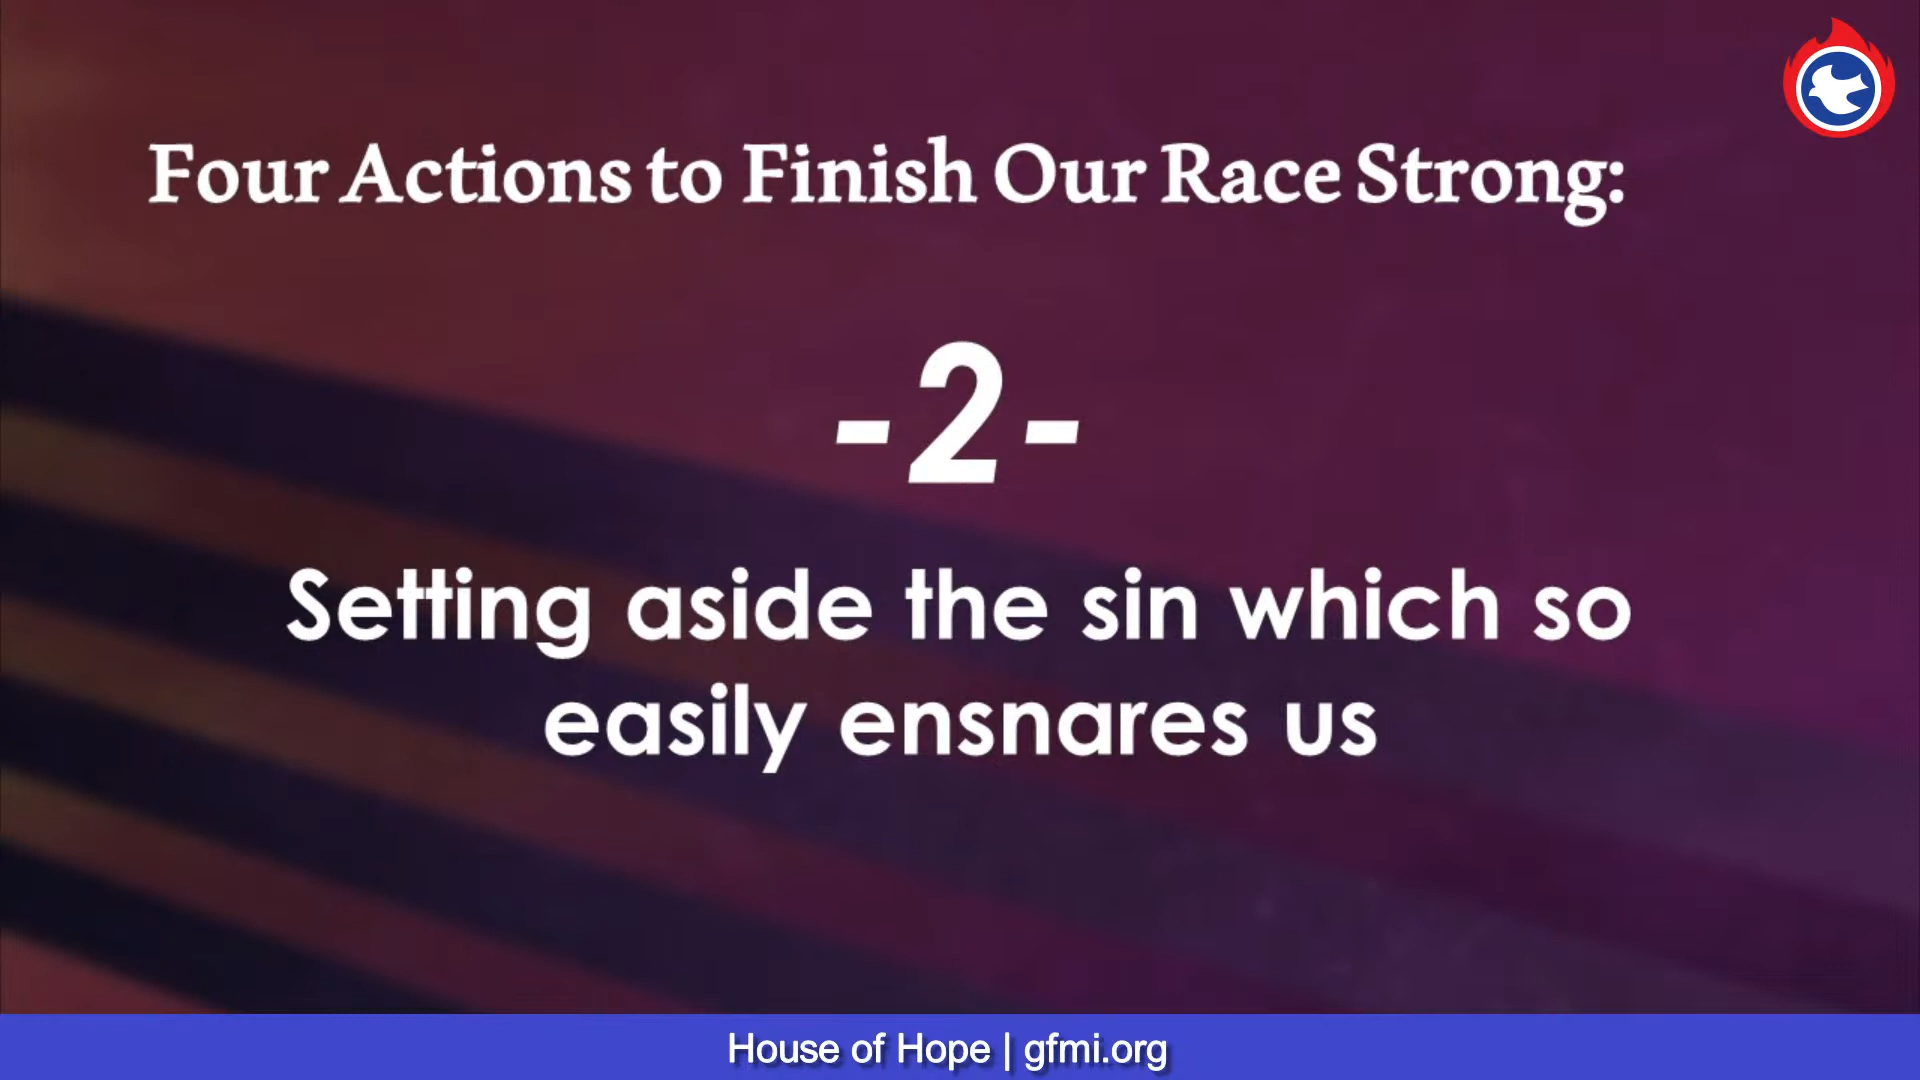 Four Actions to Finish Our Race Strong:
-2-
Setting aside the sin which so
easily ensnares us
House of Hope | gfmi.org